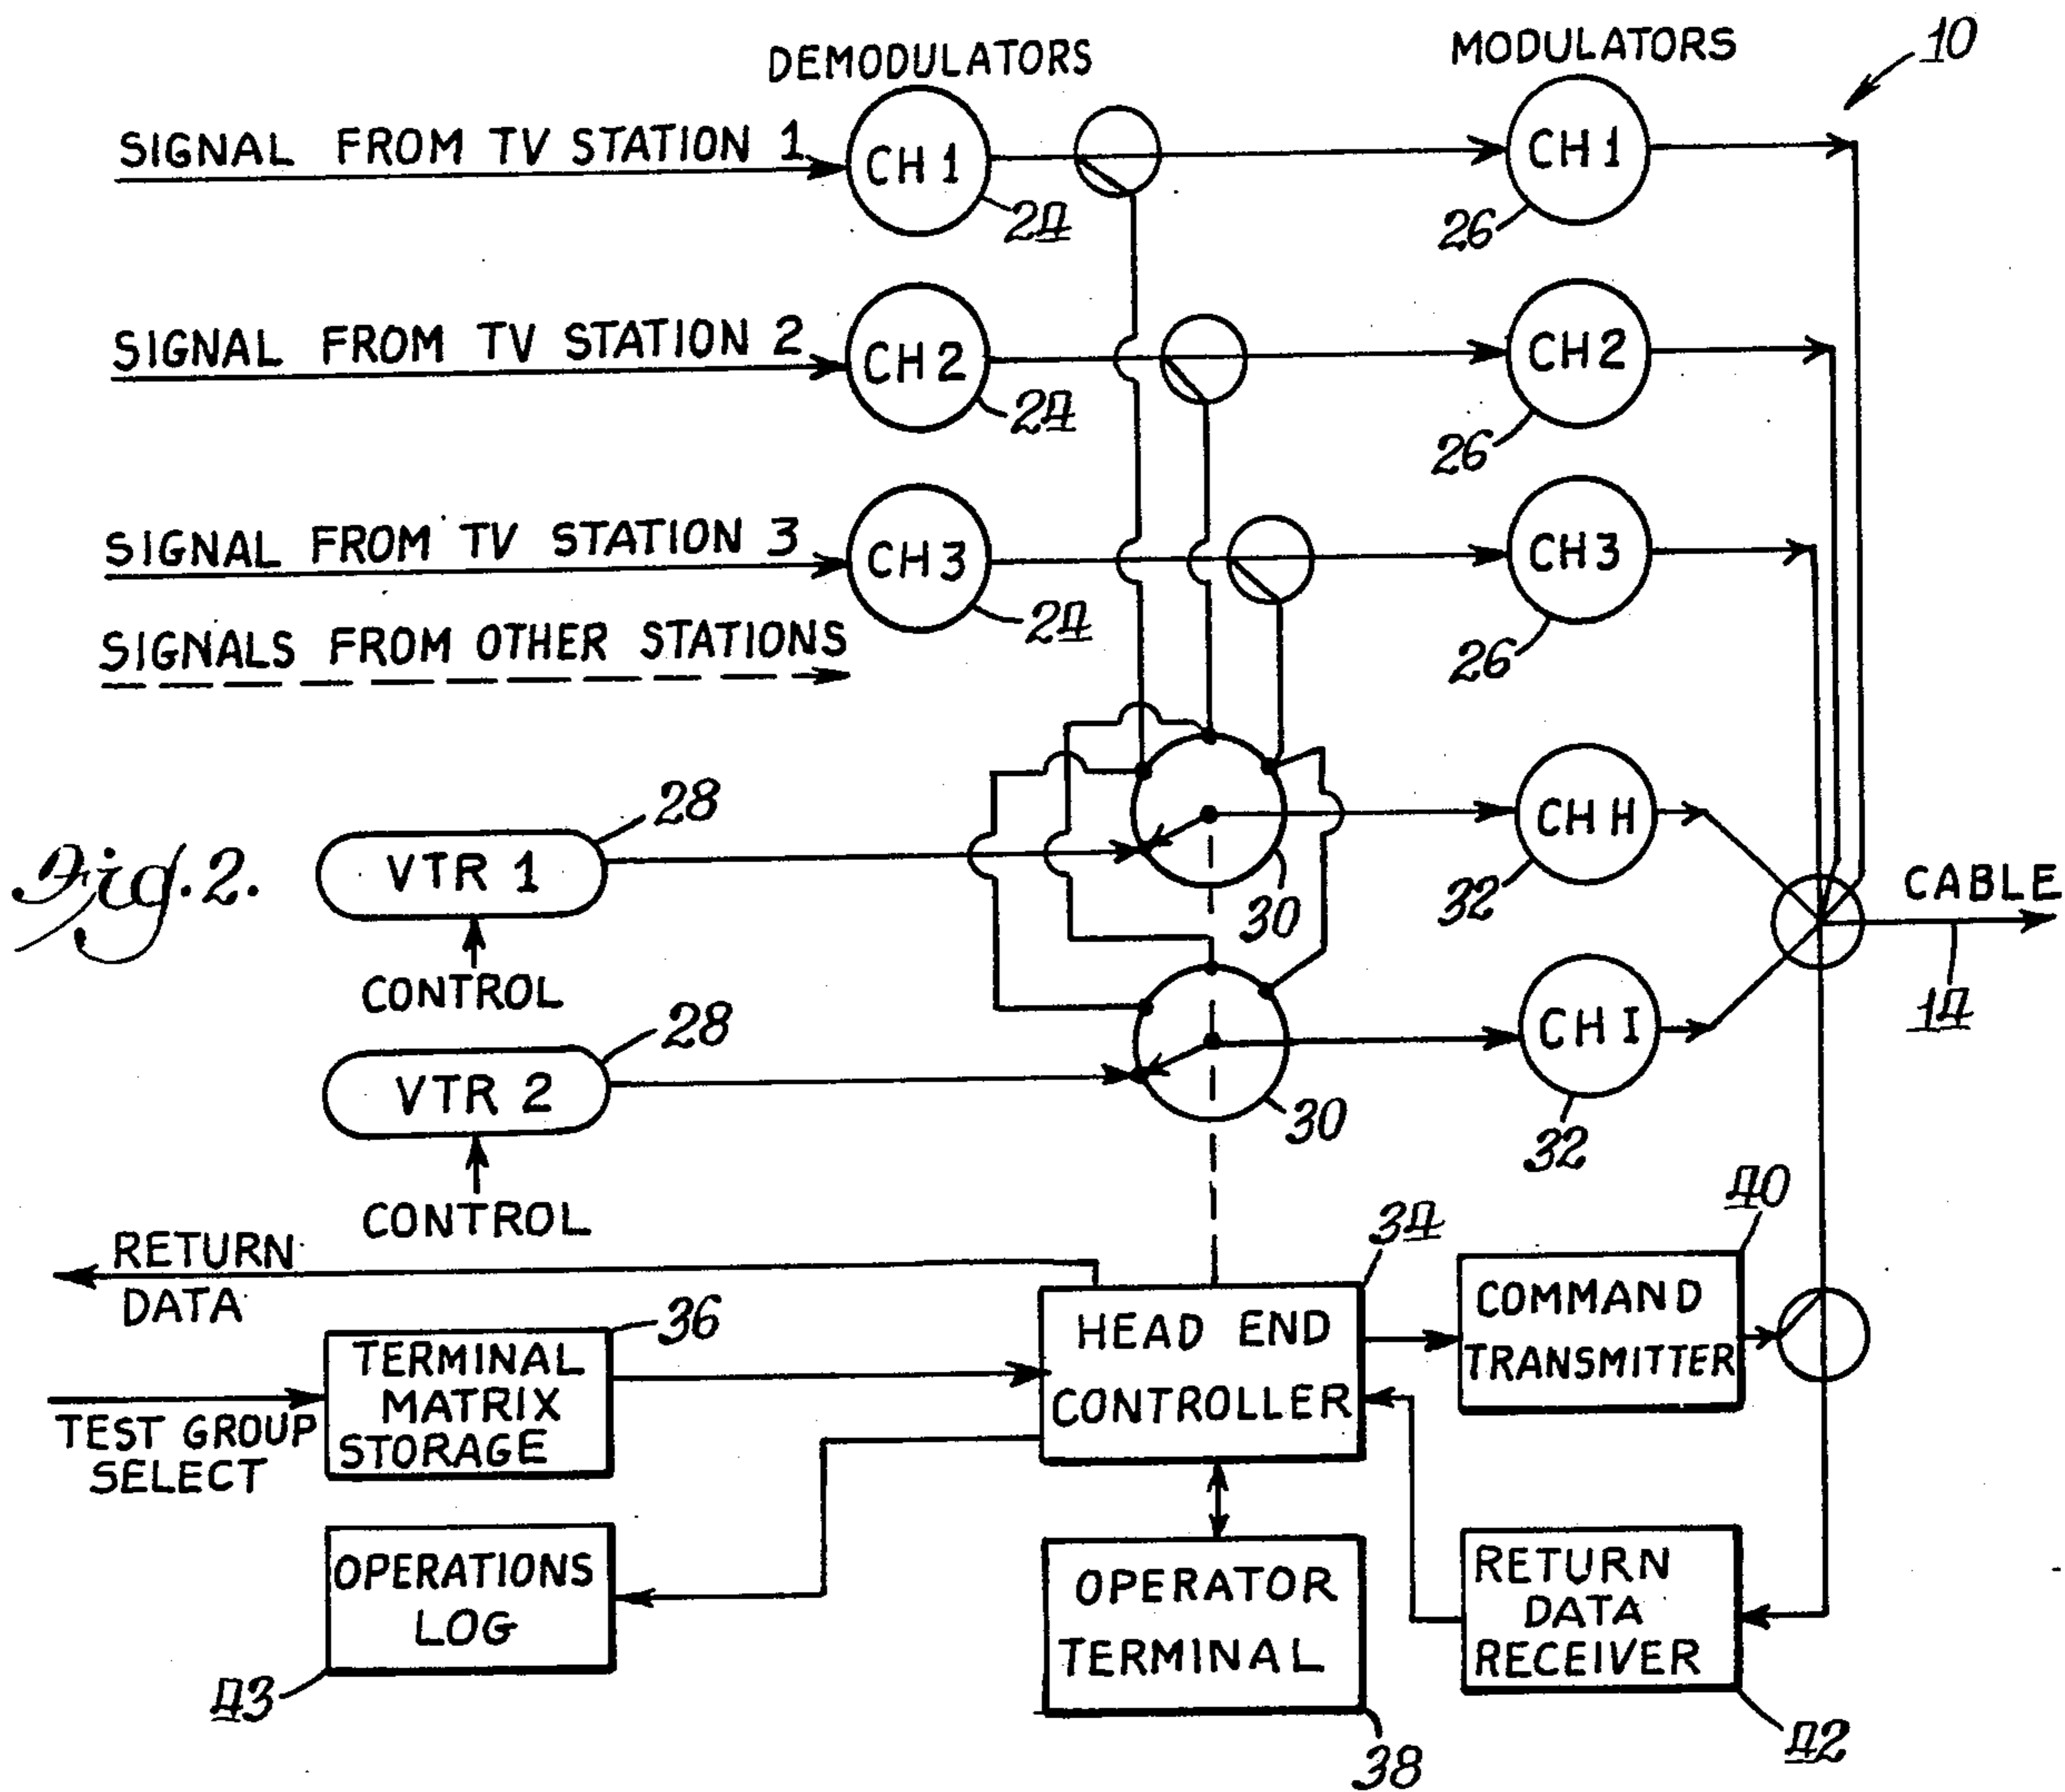 DEMODULATORS
MODULATORS
10
SIGNAL FROM TV STATION 1
CH 1
24
CH 1
26
SIGNAL FROM TV STATION 2
CH 2
24
CH 2
26
SIGNAL FROM TV STATION 3
CH 3
24
CH 3
26
SIGNALS FROM OTHER STATIONS
Fig. 2.
VTR 1
28
CONTROL
30
CH H
32
CABLE
14
VTR 2
28
CONTROL
30
CH I
32
RETURN
DATA
TEST GROUP
SELECT
TERMINAL
MATRIX
STORAGE
36
HEAD END
CONTROLLER
34
COMMAND
TRANSMITTER
40
OPERATIONS
LOG
43
OPERATOR
TERMINAL
38
RETURN
DATA
RECEIVER
42